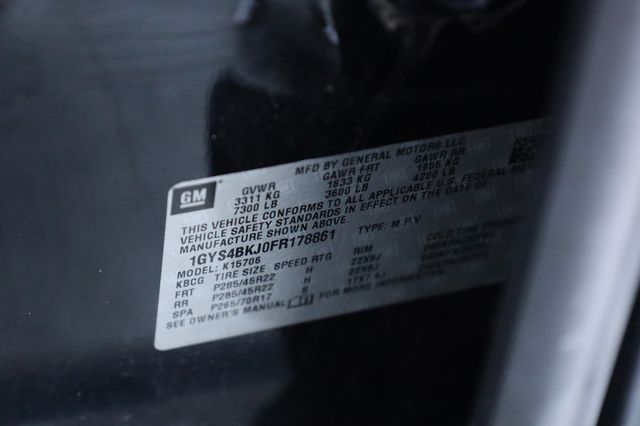 MFD BY GENERAL MOTORS LLC
GM GVWR GAWR FRT GAWR RR
3311 KG 1633 KG 1905 KG
7300 LB 3600 LB 4200 LB
THIS VEHICLE CONFORMS TO ALL APPLICABLE U.S. FEDERAL
VEHICLE SAFETY STANDARDS IN EFFECT ON THE DATE OF
MANUFACTURE SHOWN ABOVE.
1GYS4BKJ0FR178861 TYPE: M.P.V.
MODEL: K15706
KBCG TIRE SIZE SPEED RTG RIM COLD TIRE
FRT P285/45R22 H 22X9J
RR P285/45R22 H 22X9J
SPA P265/70R17 S 17X7.5J
SEE OWNER'S MANUAL FOR MORE INFORMATION